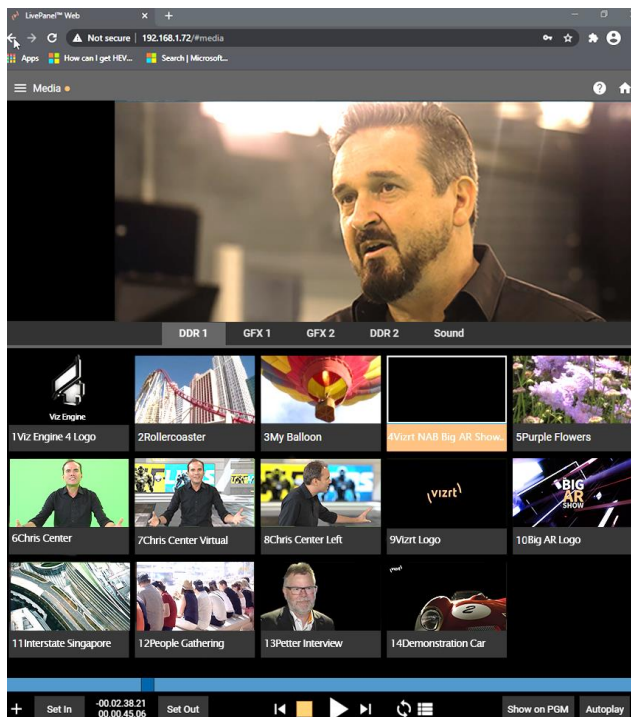 LivePanel™ Web
Not secure 192.168.1.72/#media
Apps How can I get HEV... Search | Microsoft...
Media
DDR 1 GFX 1 GFX 2 DDR 2 Sound
Viz Engine
1Viz Engine 4 Logo 2Rollercoaster 3My Balloon 4Vizrt NAB Big AR Show.. 5Purple Flowers
(vizrt)
BIG
AR
SHOW
6Chris Center 7Chris Center Virtual 8Chris Center Left 9Vizrt Logo 10Big AR Logo
2
11Interstate Singapore 12People Gathering 13Petter Interview 14Demonstration Car
Set In -00.02.38.21 Set Out Show on PGM Autoplay
00.00.45.06